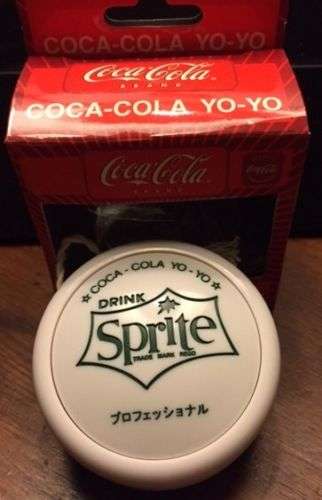 COCA-COLA YO-YO
Coca-Cola
BRAND
COCA-COLA YO-YO
Coca-Cola
☆ COCA-COLA YO-YO ☆
DRINK
Sprite
TRADE MARK REGD
プロフェッショナル